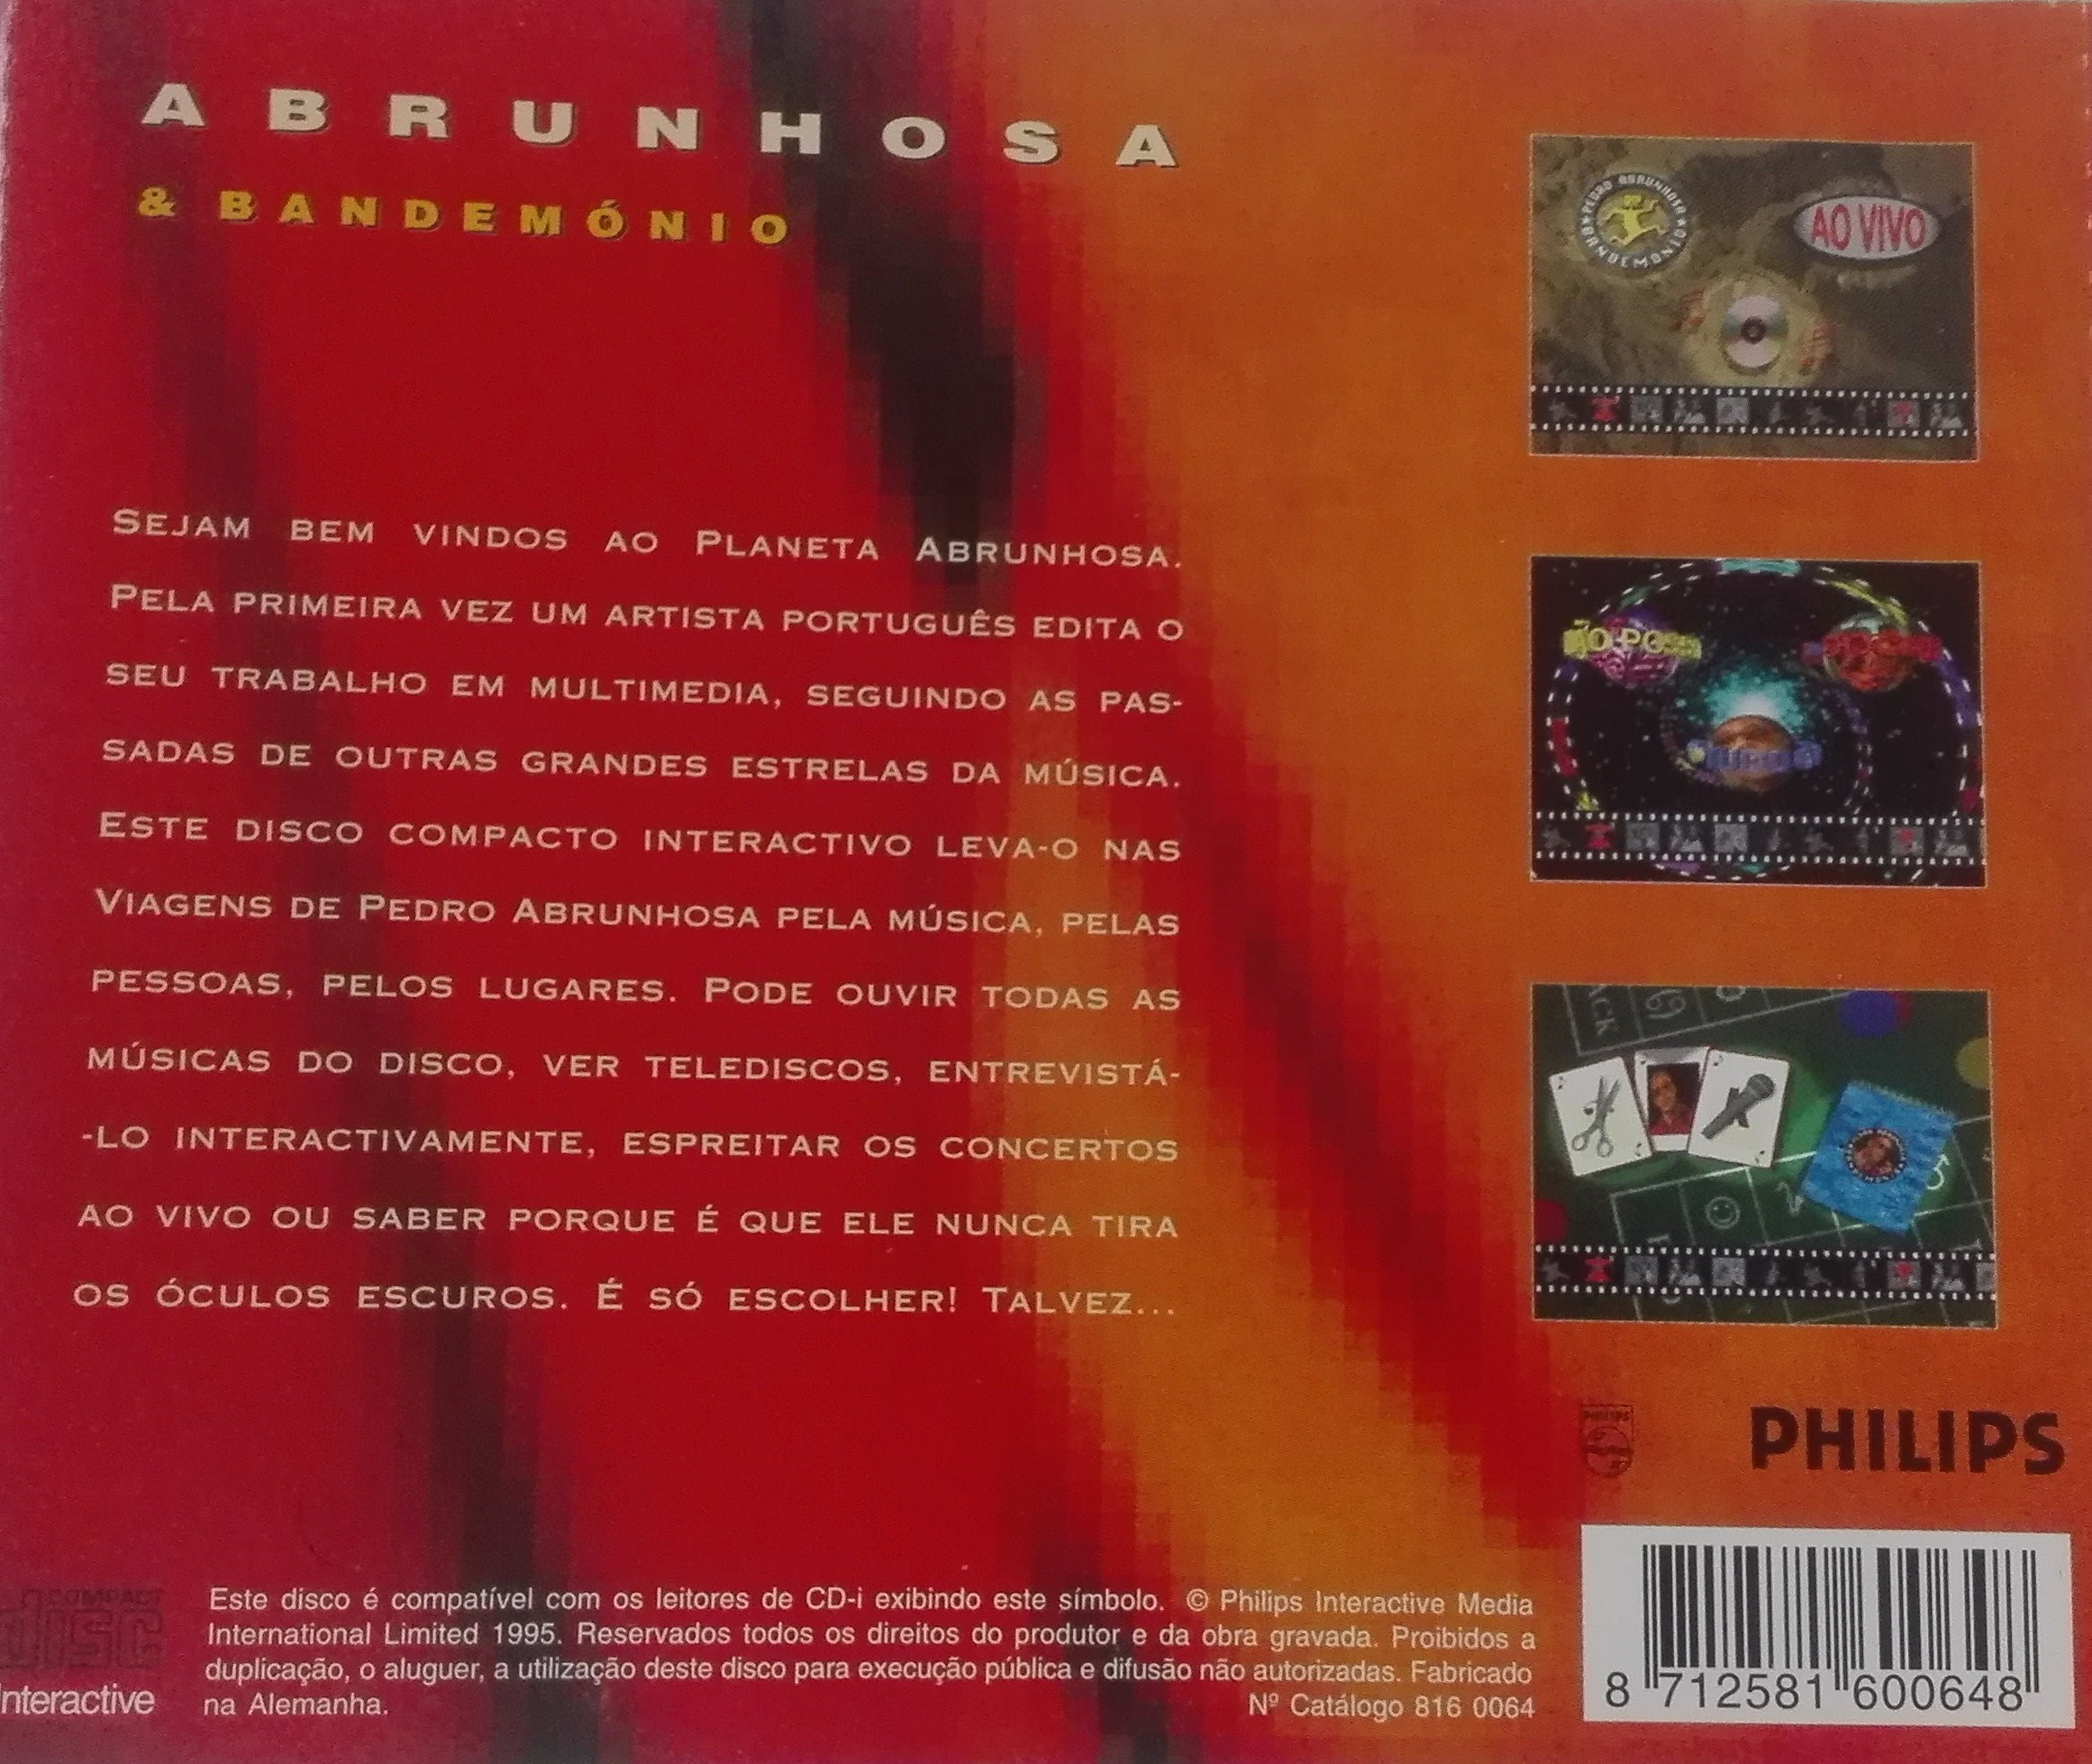 ABRUNHOSA
& BANDEMÓNIO
SEJAM BEM VINDOS AO PLANETA ABRUNHOSA.
PELA PRIMEIRA VEZ UM ARTISTA PORTUGUÊS EDITA O
SEU TRABALHO EM MULTIMEDIA, SEGUINDO AS PAS-
SADAS DE OUTRAS GRANDES ESTRELAS DA MÚSICA.
ESTE DISCO COMPACTO INTERACTIVO LEVA-O NAS
VIAGENS DE PEDRO ABRUNHOSA PELA MÚSICA, PELAS
PESSOAS, PELOS LUGARES. PODE OUVIR TODAS AS
MÚSICAS DO DISCO, VER TELEDISCOS, ENTREVISTÁ-
-LO INTERACTIVAMENTE, ESPREITAR OS CONCERTOS
AO VIVO OU SABER PORQUE É QUE ELE NUNCA TIRA
OS ÓCULOS ESCUROS. É SÓ ESCOLHER! TALVEZ...
PEDRO ABRUNHOSA
BANDEMÓNIO
AO VIVO
69
PHILIPS
PHILIPS
COMPACT
disc
Interactive
Este disco é compatível com os leitores de CD-i exibindo este símbolo. © Philips Interactive Media
International Limited 1995. Reservados todos os direitos do produtor e da obra gravada. Proibidos a
duplicação, o aluguer, a utilização deste disco para execução pública e difusão não autorizadas. Fabricado
na Alemanha. Nº Catálogo 816 0064
8 712581 600648